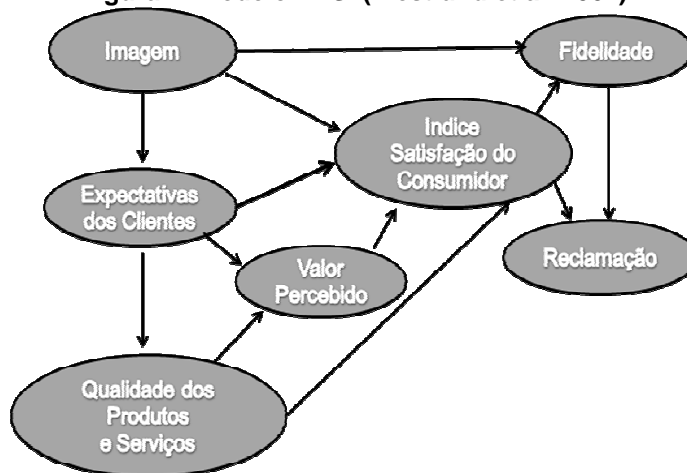 Imagem
Fidelidade
Indice
Satisfação do
Consumidor
Expectativas
dos Clientes
Valor
Percebido
Reclamação
Qualidade dos
Produtos
e Serviços